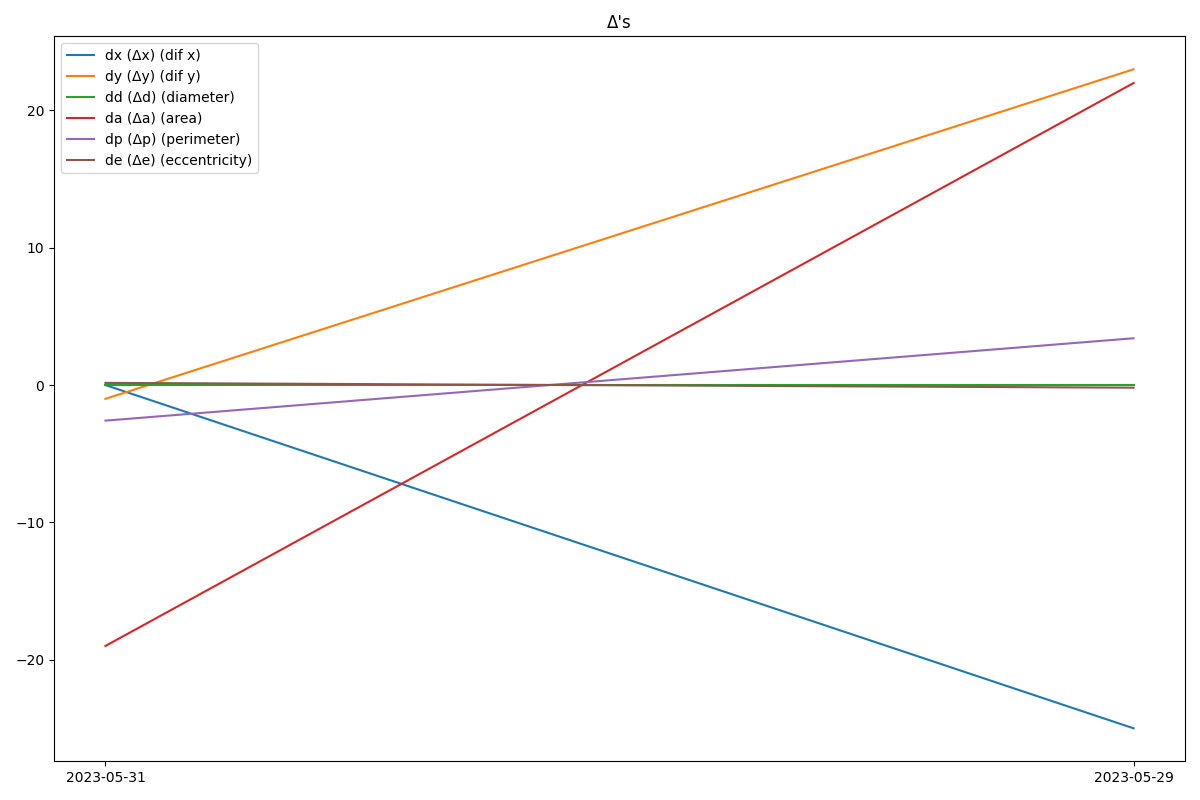 Δ's
dx (Δx) (dif x)
dy (Δy) (dif y)
dd (Δd) (diameter)
da (Δa) (area)
dp (Δp) (perimeter)
de (Δe) (eccentricity)
20
10
0
−10
−20
2023-05-31
2023-05-29